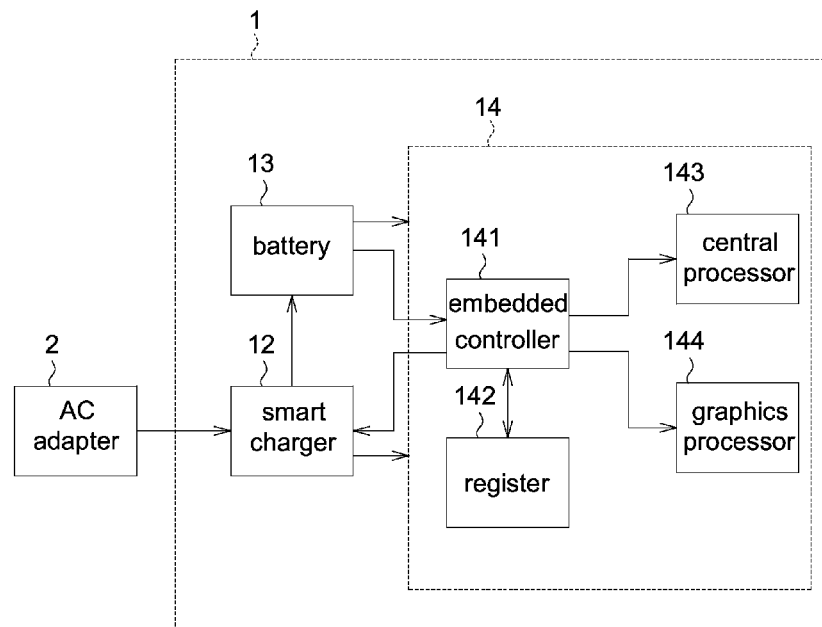 1
14
13
battery
143
central
processor
141
embedded
controller
2
AC
adapter
12
smart
charger
144
graphics
processor
142
register